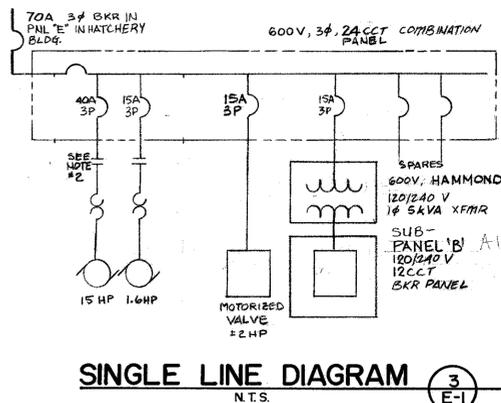 70A 3ϕ BKR IN
PNL "E" IN HATCHERY
BLDG.
600V, 3ϕ, 24CCT COMBINATION
PANEL
40A
3P
15A
3P
15A
3P
15A
3P
SEE
NOTE
#2
SPARES
600V, HAMMOND
120/240 V
1ϕ 5KVA XFMR
SUB-
PANEL 'B'
120/240 V
12CCT
BKR PANEL
15 HP
1.6HP
MOTORIZED
VALVE
±2HP
SINGLE LINE DIAGRAM
N.T.S.
3
E-1